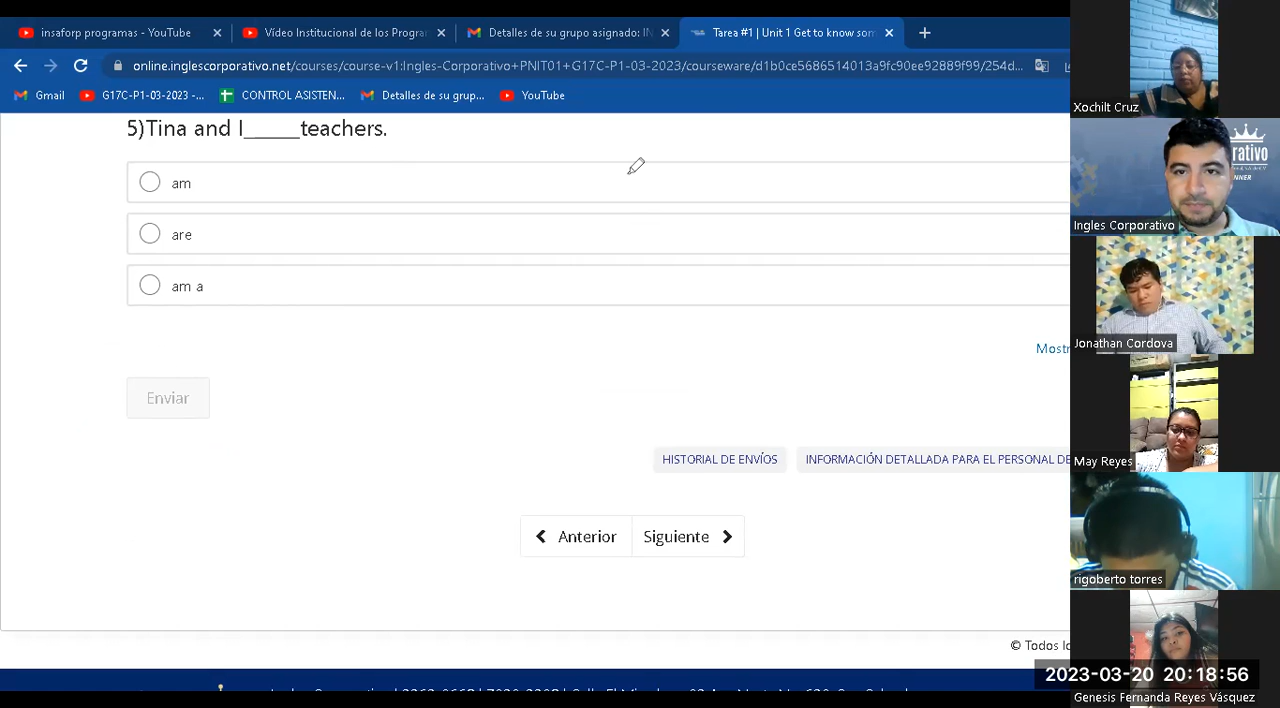 insaforp programas - YouTube
Vídeo Institucional de los Progra
Detalles de su grupo asignado: IN
Tarea #1 | Unit 1 Get to know som
online.inglescorporativo.net/courses/course-v1:Ingles-Corporativo+PNIT01+G17C-P1-03-2023/courseware/d1b0ce5686514013a9fc90ee92889f99/254d...
Gmail
G17C-P1-03-2023 -...
CONTROL ASISTEN...
Detalles de su grup...
YouTube
5)Tina and I_____teachers.
am
are
am a
Mostr
Enviar
HISTORIAL DE ENVÍOS
INFORMACIÓN DETALLADA PARA EL PERSONAL DE
Anterior
Siguiente
© Todos lo
Xochilt Cruz
rativo
NNER
Ingles Corporativo
Jonathan Cordova
May Reyes
rigoberto torres
2023-03-20 20:18:56
Genesis Fernanda Reyes Vásquez